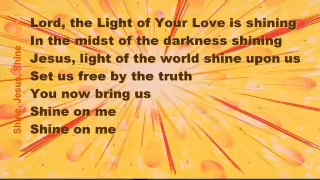 Shine, Jesus, Shine
Lord, the Light of Your Love is shining
In the midst of the darkness shining
Jesus, light of the world shine upon us
Set us free by the truth
You now bring us
Shine on me
Shine on me